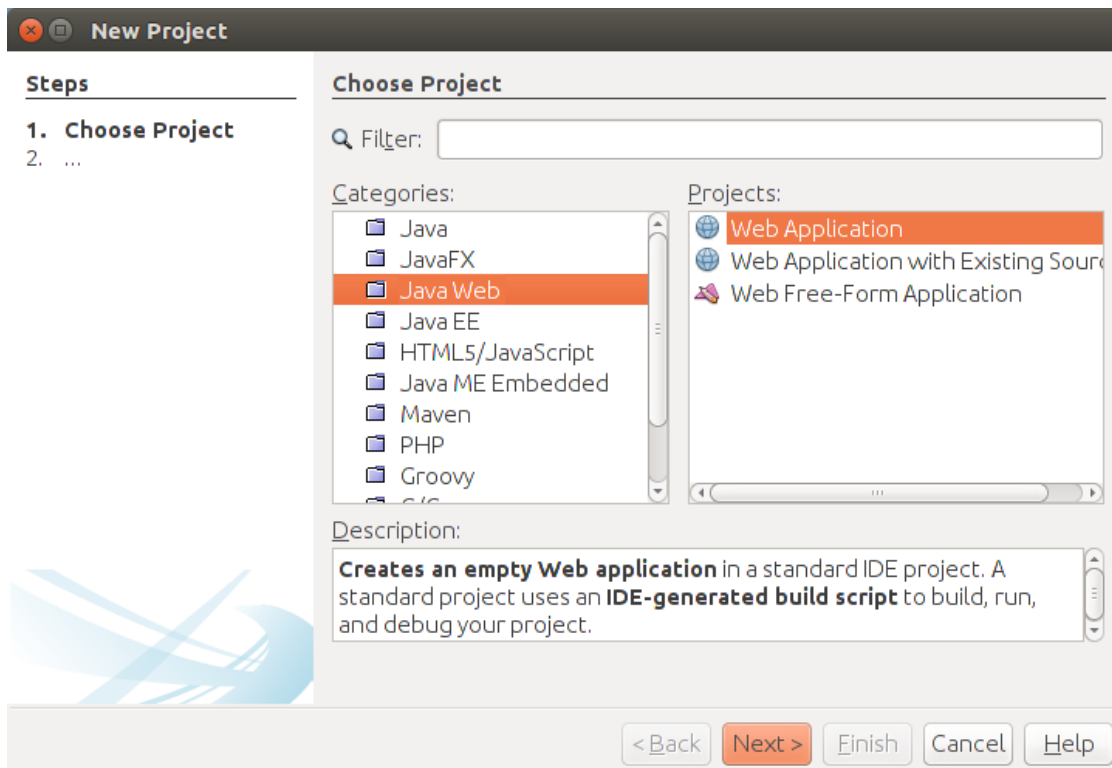 New Project
Steps
1. Choose Project
2. ...
Choose Project
Filter:
Categories:
Java
JavaFX
Java Web
Java EE
HTML5/JavaScript
Java ME Embedded
Maven
PHP
Groovy
Projects:
Web Application
Web Application with Existing Sour
Web Free-Form Application
Description:
Creates an empty Web application in a standard IDE project. A
standard project uses an IDE-generated build script to build, run,
and debug your project.
< Back
Next >
Finish
Cancel
Help